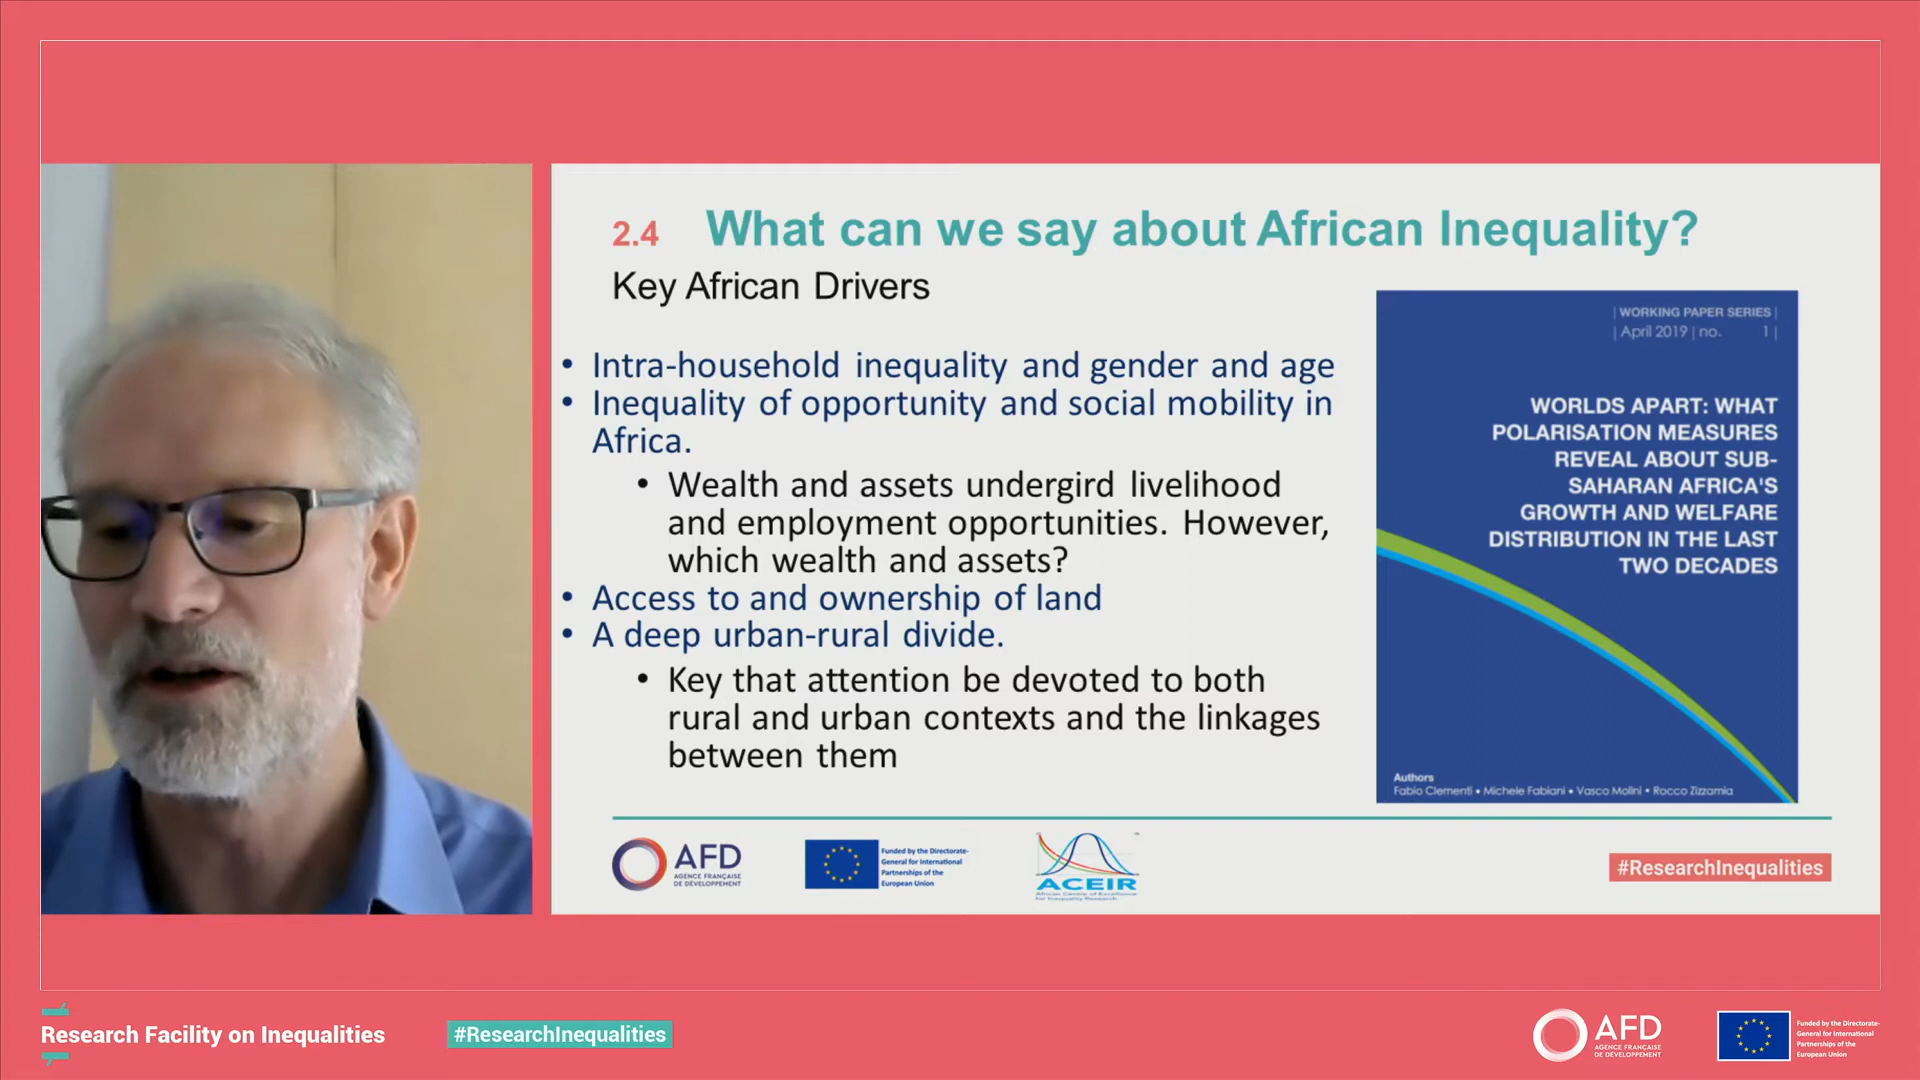 2.4 What can we say about African Inequality?
Key African Drivers
• Intra-household inequality and gender and age
• Inequality of opportunity and social mobility in
Africa.
• Wealth and assets undergird livelihood
and employment opportunities. However,
which wealth and assets?
• Access to and ownership of land
• A deep urban-rural divide.
• Key that attention be devoted to both
rural and urban contexts and the linkages
between them
| WORKING PAPER SERIES |
| April 2019 | no. 1 |
WORLDS APART: WHAT
POLARISATION MEASURES
REVEAL ABOUT SUB-
SAHARAN AFRICA'S
GROWTH AND WELFARE
DISTRIBUTION IN THE LAST
TWO DECADES
Authors
Fabio Clementi • Michele Fabiani • Vasco Molini • Rocco Zizzamia
AFD
AGENCE FRANÇAISE
DE DÉVELOPPEMENT
Funded by the Directorate-
General for International
Partnerships of the
European Union
ACEIR
African Centre of Excellence
for Inequality Research
#ResearchInequalities
Research Facility on Inequalities
#ResearchInequalities
AFD
AGENCE FRANÇAISE
DE DÉVELOPPEMENT
Funded by the Directorate-
General for International
Partnerships of the
European Union